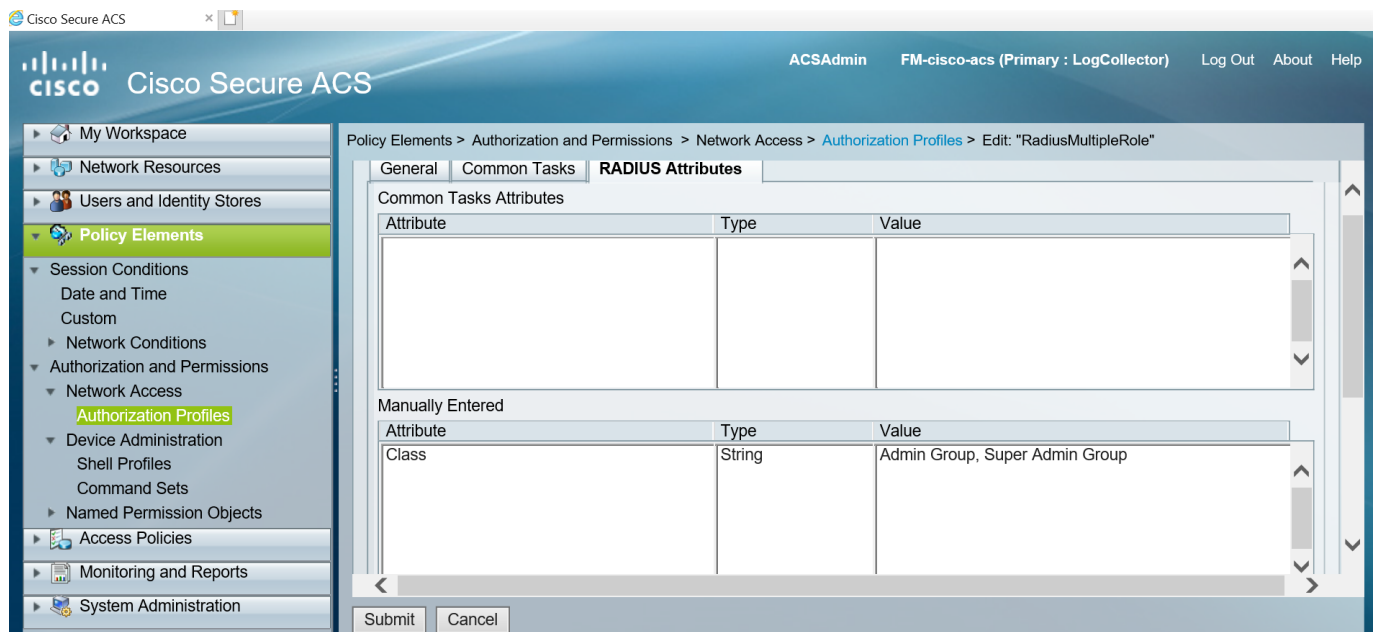 Cisco Secure ACS
cisco Cisco Secure ACS
ACSAdmin FM-cisco-acs (Primary : LogCollector) Log Out About Help
My Workspace
Network Resources
Users and Identity Stores
Policy Elements
Session Conditions
Date and Time
Custom
Network Conditions
Authorization and Permissions
Network Access
Authorization Profiles
Device Administration
Shell Profiles
Command Sets
Named Permission Objects
Access Policies
Monitoring and Reports
System Administration
Policy Elements > Authorization and Permissions > Network Access > Authorization Profiles > Edit: "RadiusMultipleRole"
General Common Tasks RADIUS Attributes
Common Tasks Attributes
Attribute Type Value
Manually Entered
Attribute Type Value
Class String Admin Group, Super Admin Group
Submit Cancel